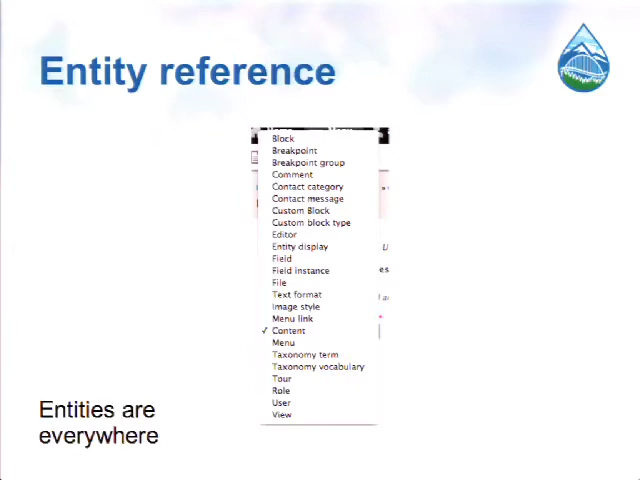 Entity reference
Block
Breakpoint
Breakpoint group
Comment
Contact category
Contact message
Custom Block
Custom block type
Editor
Entity display
Field
Field instance
File
Text format
Image style
Menu link
✓ Content
Menu
Taxonomy term
Taxonomy vocabulary
Tour
Role
User
View
Entities are
everywhere